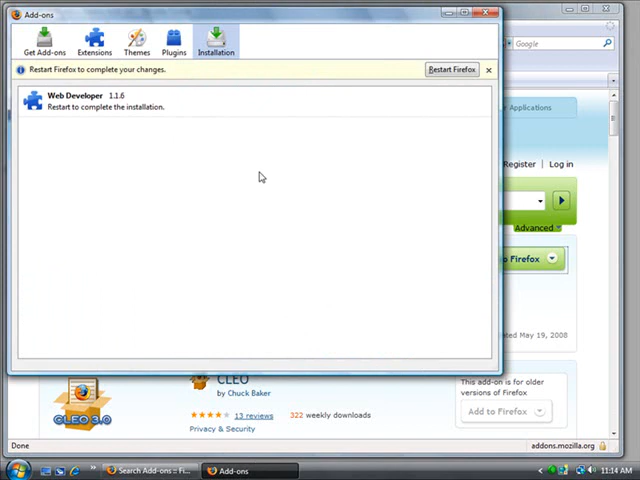 Add-ons
Get Add-ons Extensions Themes Plugins Installation
Google
Restart Firefox to complete your changes.
Restart Firefox
Web Developer 1.1.6
Restart to complete the installation.
Applications
Register
Log in
Advanced
o Firefox
ated May 19, 2008
CLEO
by Chuck Baker
CLEO 3.0
13 reviews
322 weekly downloads
Privacy & Security
This add-on is for older
versions of Firefox
Add to Firefox
Done
addons.mozilla.org
Search Add-ons :: Fi...
Add-ons
11:14 AM